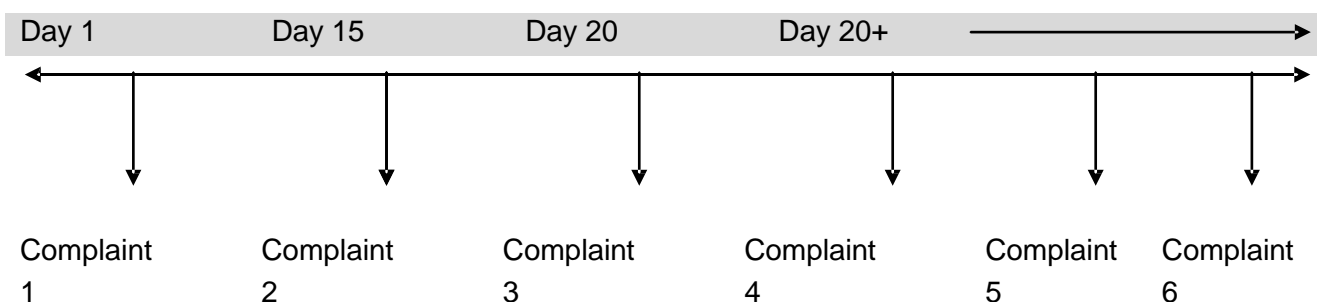 Day 1 Day 15 Day 20 Day 20+
Complaint Complaint Complaint Complaint Complaint Complaint
1 2 3 4 5 6